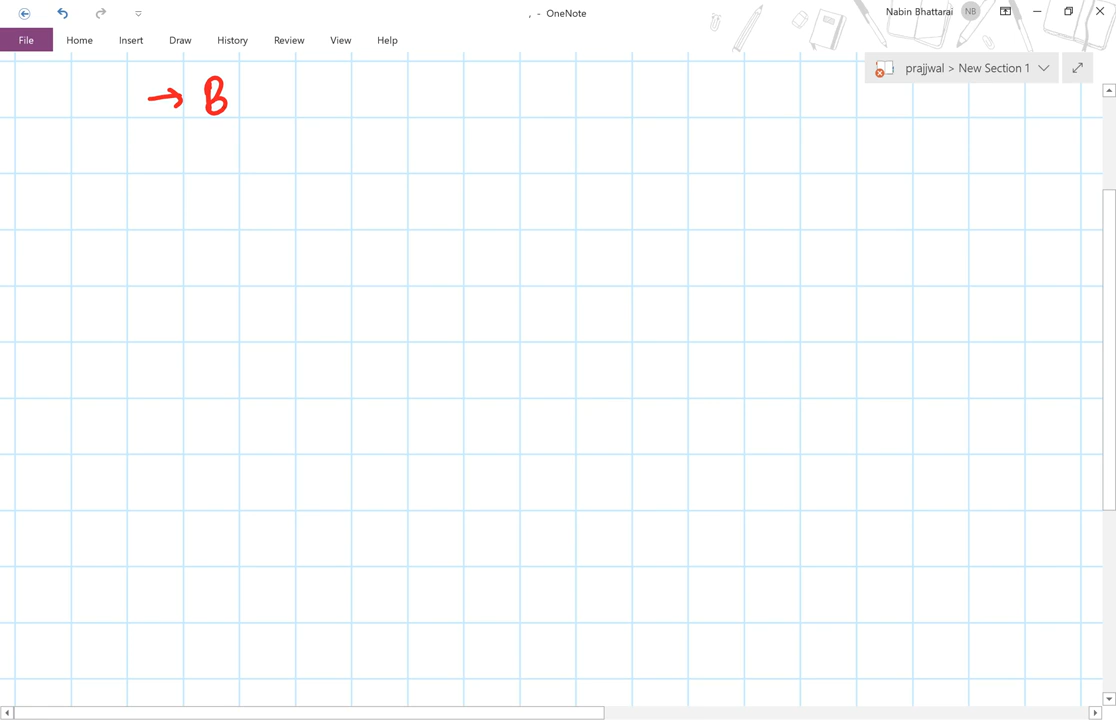 , - OneNote
Nabin Bhattarai NB
File Home Insert Draw History Review View Help
prajjwal > New Section 1
→ B